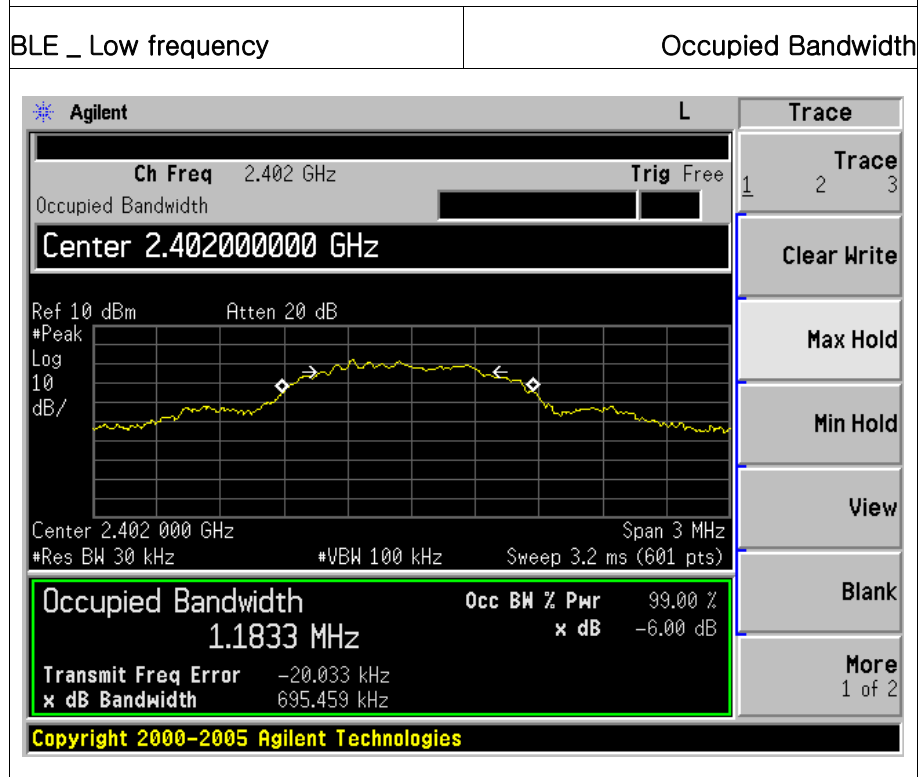 BLE _ Low frequency Occupied Bandwidth
Agilent L Trace
Ch Freq 2.402 GHz Trig Free
Occupied Bandwidth
Trace
1 2 3
Center 2.402000000 GHz
Clear Write
Ref 10 dBm Atten 20 dB
#Peak
Log
10
dB/
Max Hold
Min Hold
View
Center 2.402 000 GHz Span 3 MHz
#Res BW 30 kHz #VBW 100 kHz Sweep 3.2 ms (601 pts)
Occupied Bandwidth Occ BW % Pwr 99.00 %
1.1833 MHz x dB -6.00 dB
Blank
Transmit Freq Error -20.033 kHz
x dB Bandwidth 695.459 kHz
More
1 of 2
Copyright 2000-2005 Agilent Technologies